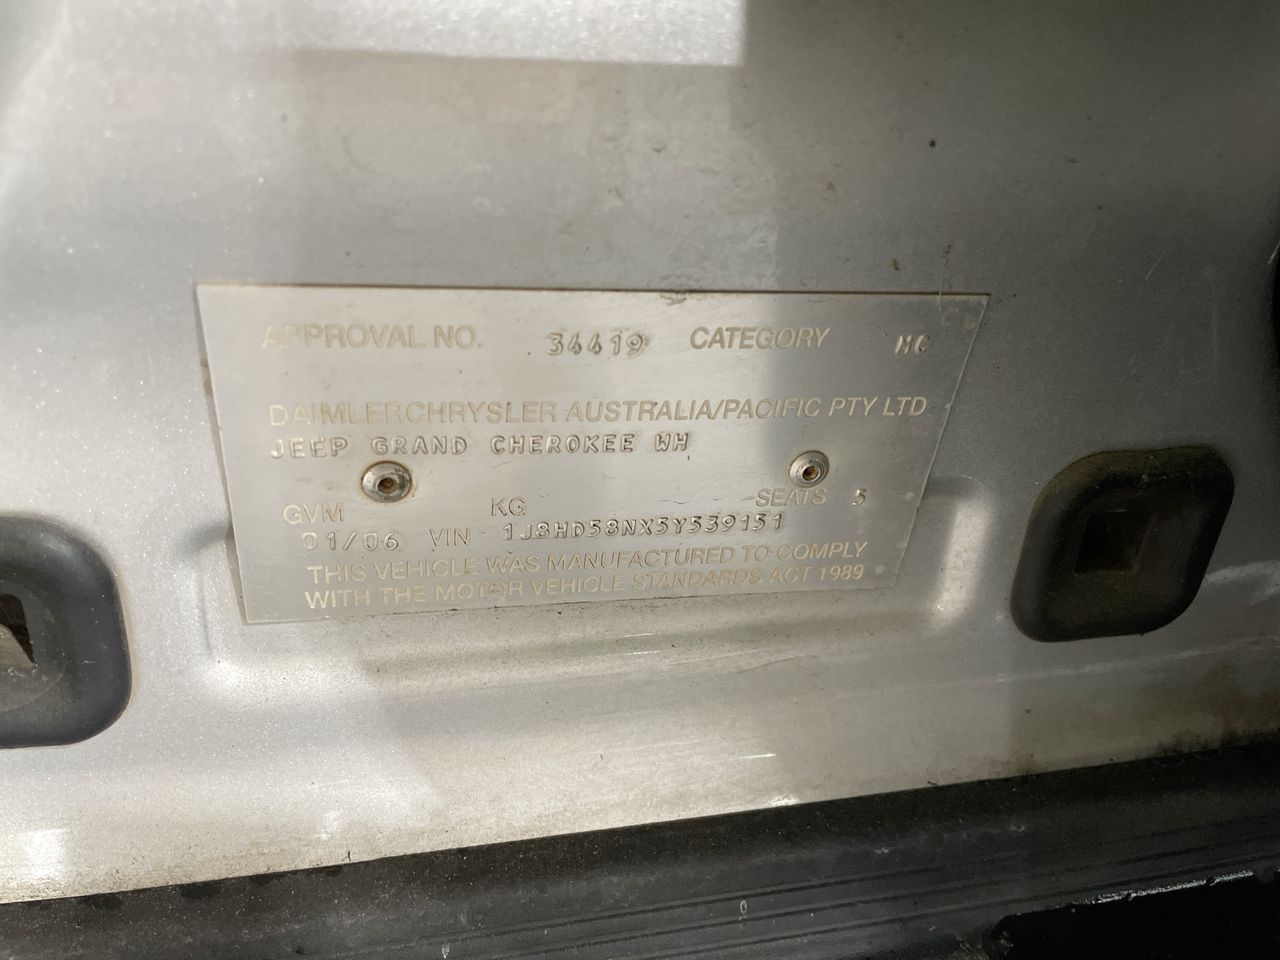 APPROVAL NO. 34419 CATEGORY MC
DAIMLERCHRYSLER AUSTRALIA/PACIFIC PTY LTD
JEEP GRAND CHEROKEE WH
GVM KG SEATS 5
01/06 VIN 1J8HD58NX5Y539151
THIS VEHICLE WAS MANUFACTURED TO COMPLY
WITH THE MOTOR VEHICLE STANDARDS ACT 1989